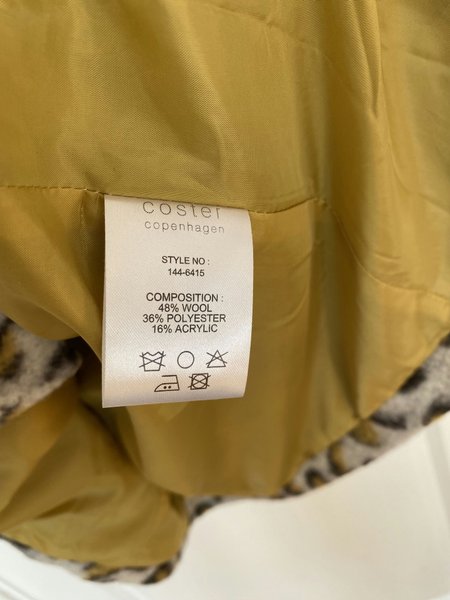 coster
copenhagen
STYLE NO :
144-6415
COMPOSITION :
48% WOOL
36% POLYESTER
16% ACRYLIC